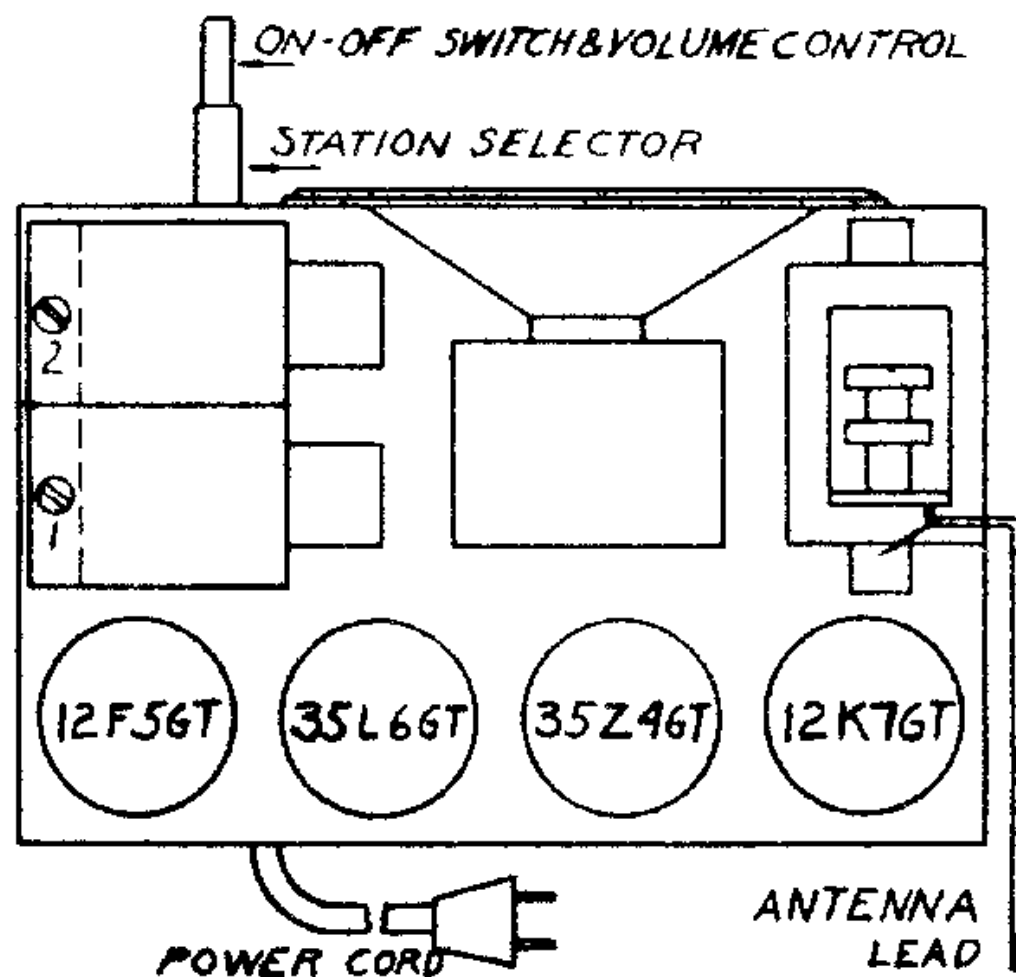 ON-OFF SWITCH & VOLUME CONTROL
STATION SELECTOR
2
1
12F5GT 35L6GT 35Z4GT 12K7GT
POWER CORD
ANTENNA
LEAD